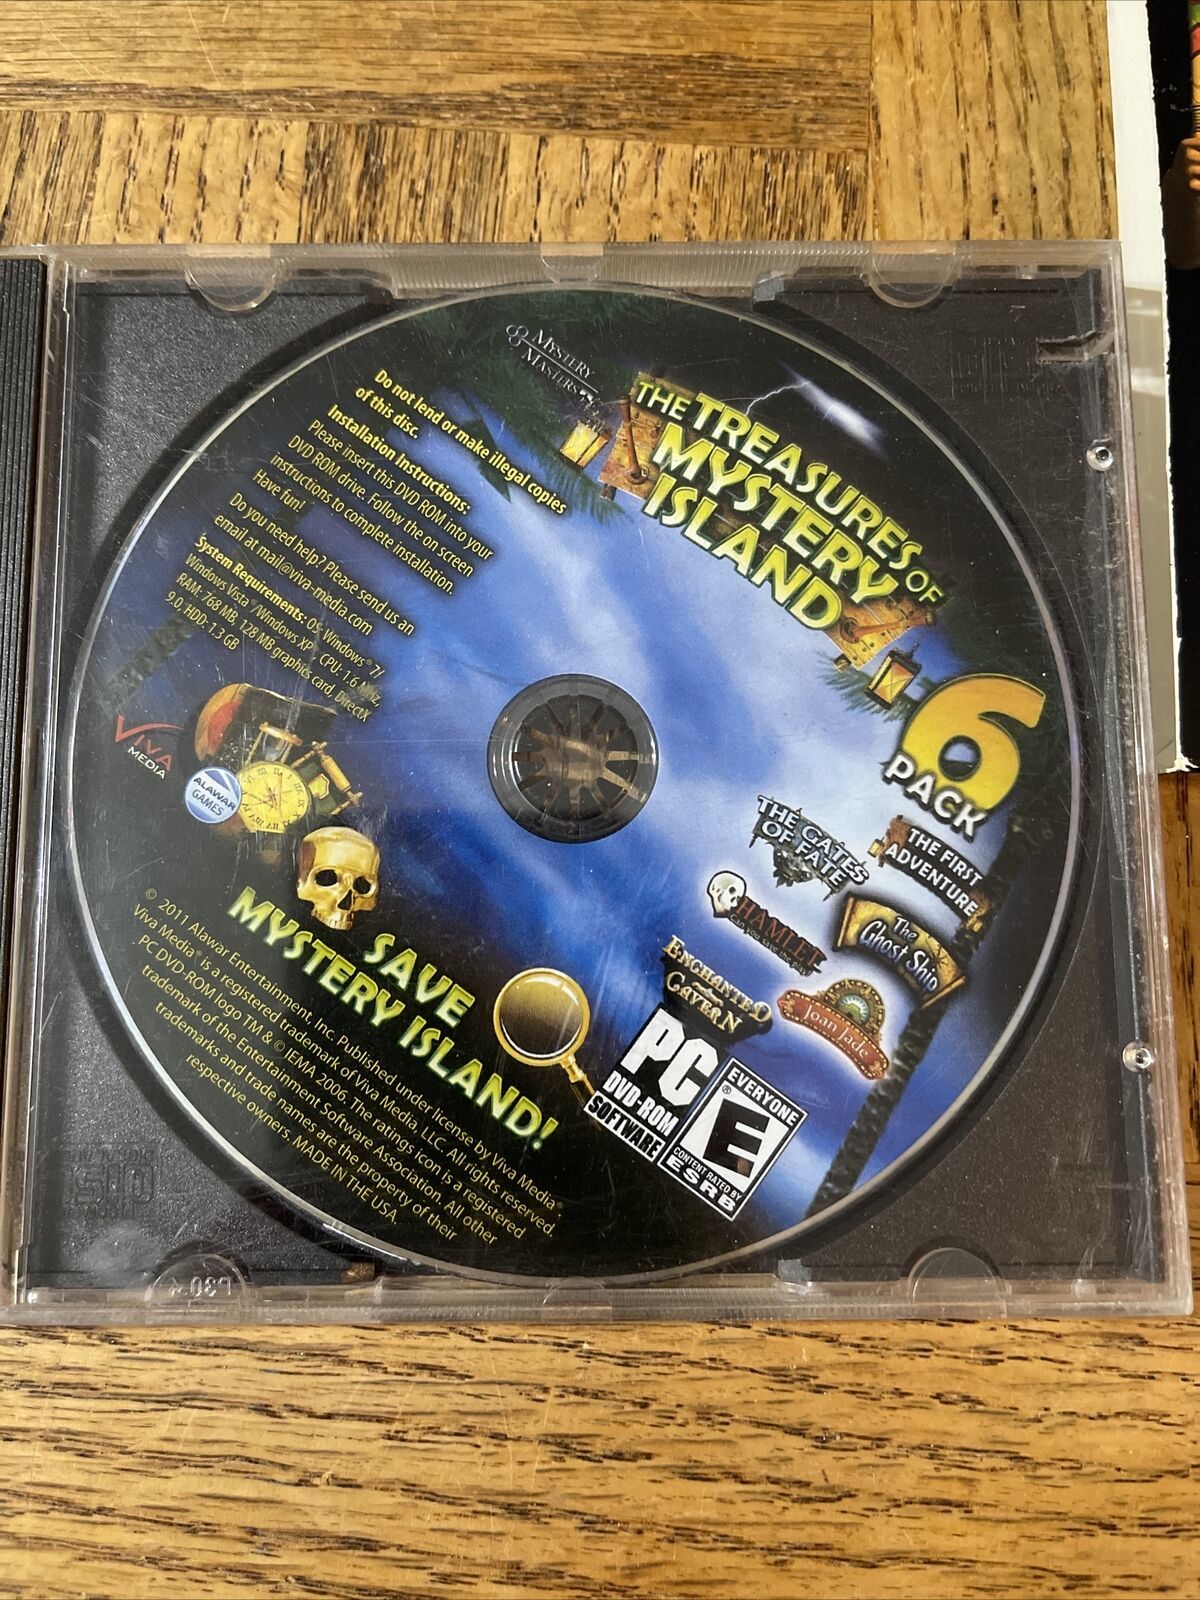 MYSTERY
MASTERS
THE TREASURES OF
MYSTERY
ISLAND
6
PACK
Do not lend or make illegal copies
of this disc.
Installation Instructions:
Please insert this DVD ROM into your
DVD ROM drive. Follow the on screen
instructions to complete installation.
Have fun!
Do you need help? Please send us an
email at mail@viva-media.com
System Requirements: OS Windows® 7/
Windows Vista®/Windows XP®, CPU: 1.6
RAM: 768 MB, 128 MB graphics card, DirectX
9.0, HDD- 1.3 GB
VIVA
MEDIA
ALAWAR
GAMES
THE GATES
OF FATE
THE FIRST
ADVENTURE
HAMLET
The
Ghost Ship
ENCHANTED
CAVERN
Joan Jade
SAVE
MYSTERY ISLAND!
PC
DVD-ROM
SOFTWARE
EVERYONE
E
®
CONTENT RATED BY
ESRB
© 2011 Alawar Entertainment, Inc. Published under license by Viva Media®
Viva Media® is a registered trademark of Viva Media, LLC. All rights reserved.
PC DVD-ROM logo TM & © IEMA 2006. The ratings icon is a registered
trademark of the Entertainment Software Association. All other
trademarks and trade names are the property of their
respective owners. MADE IN THE USA.